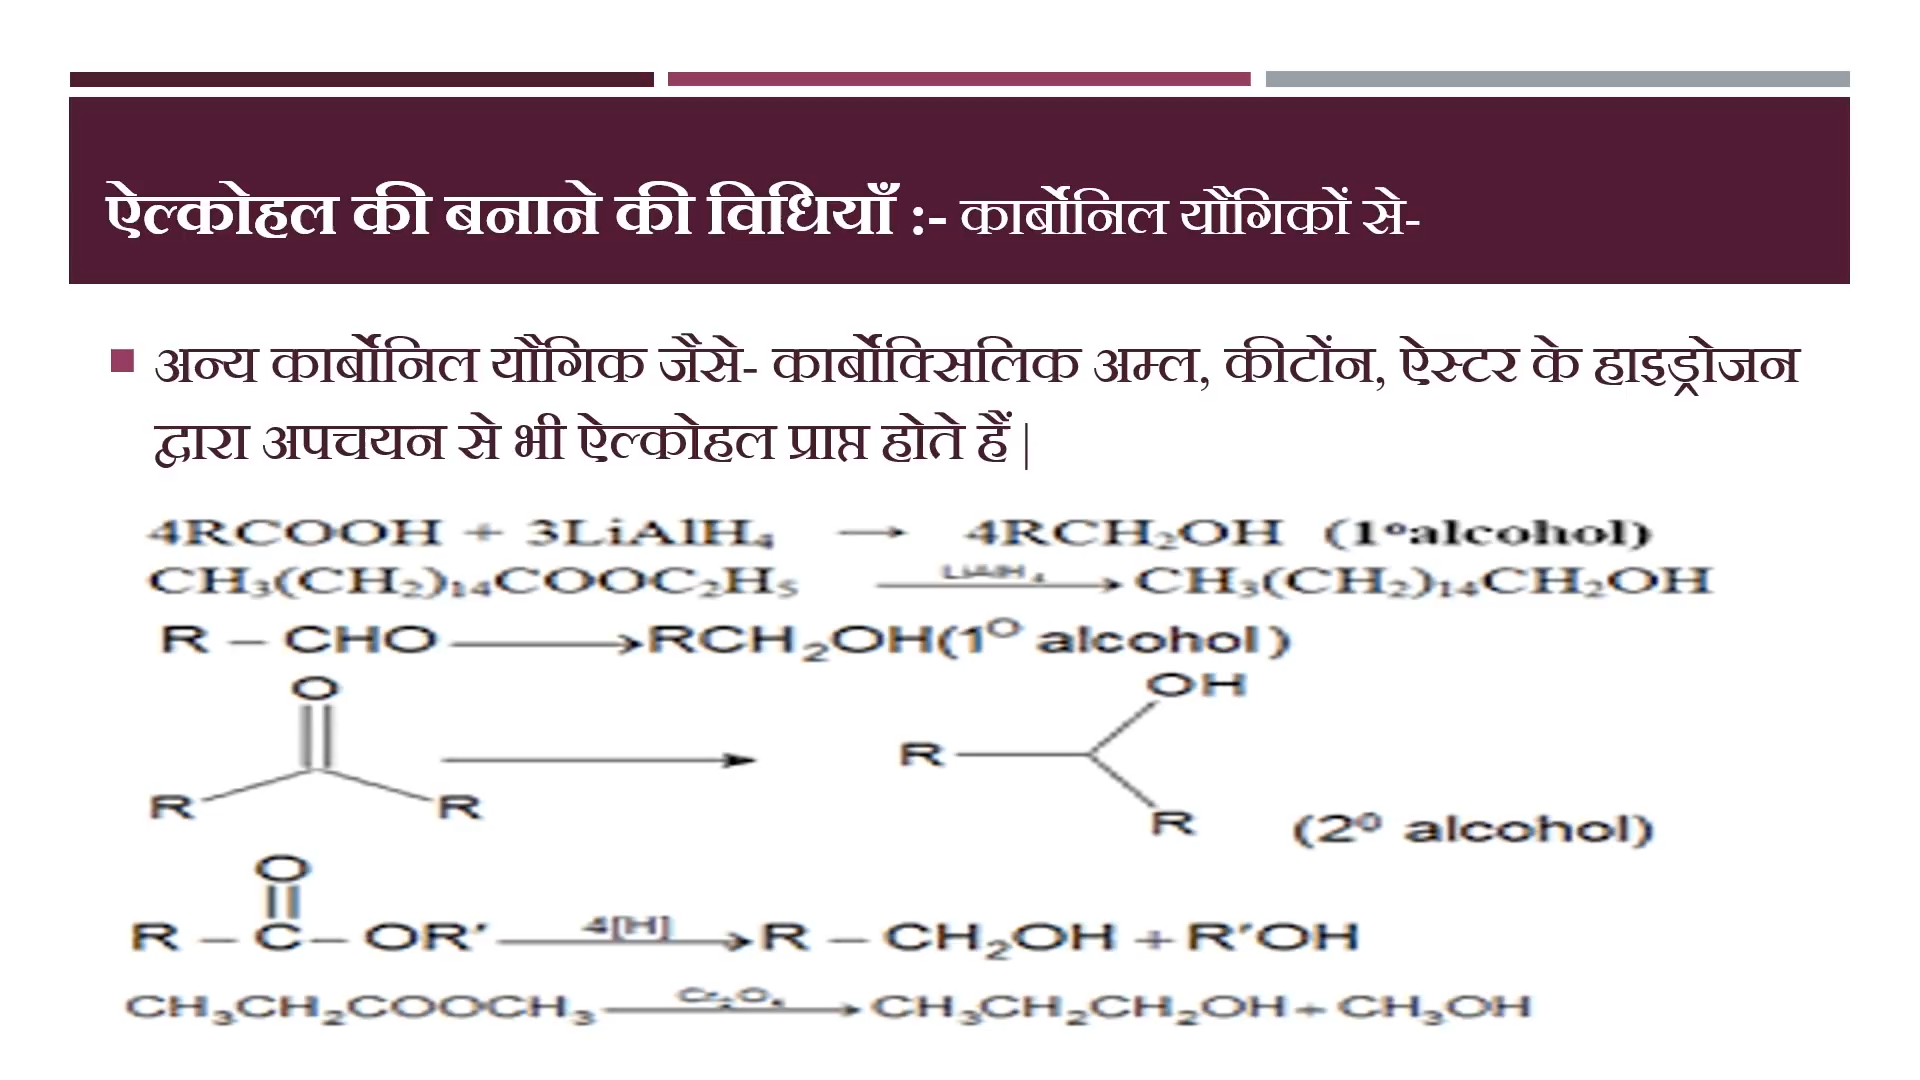 ऐल्कोहल की बनाने की विधियाँ :- कार्बोनिल यौगिकों से-
अन्य कार्बोनिल यौगिक जैसे- कार्बोक्सिलिक अम्ल, कीटोंन, ऐस्टर के हाइड्रोजन
द्वारा अपचयन से भी ऐल्कोहल प्राप्त होते हैं |
4RCOOH + 3LiAlH₄ → 4RCH₂OH (1°alcohol)
CH₃(CH₂)₁₄COOC₂H₅ LiAlH₄ → CH₃(CH₂)₁₄CH₂OH
R – CHO → RCH₂OH(1⁰ alcohol )
O
OH
R
R
R
R
(2⁰ alcohol)
O
R – C – OR′ 4[H] → R – CH₂OH + R′OH
CH₃CH₂COOCH₃ → CH₃CH₂CH₂OH + CH₃OH